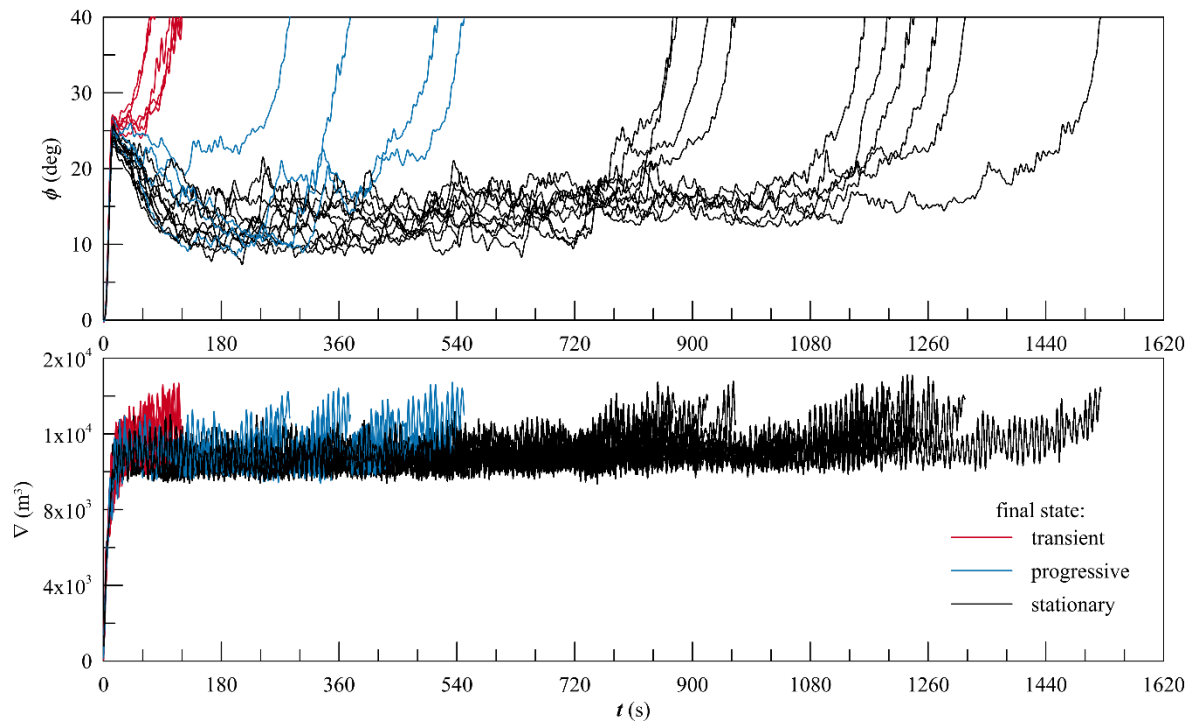 40
30
20
10
0
ϕ (deg)
0 180 360 540 720 900 1080 1260 1440 1620
2x10⁴
1x10⁴
8x10³
4x10³
0
∇ (m³)
final state:
transient
progressive
stationary
0 180 360 540 720 900 1080 1260 1440 1620
t (s)